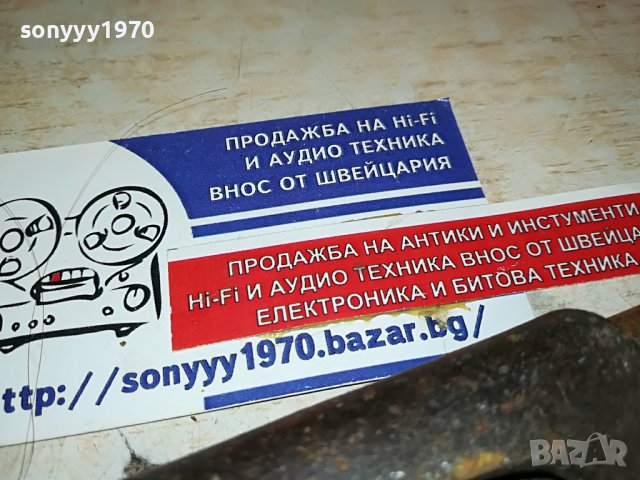 sonyyy1970
ПРОДАЖБА НА Hi-Fi
И АУДИО ТЕХНИКА
ВНОС ОТ ШВЕЙЦАРИЯ
ПРОДАЖБА НА АНТИКИ И ИНСТУМЕНТИ
Hi-Fi И АУДИО ТЕХНИКА ВНОС ОТ ШВЕЙЦА
ЕЛЕКТРОНИКА И БИТОВА ТЕХНИКА
ttp://sonyyy1970.bazar.bg/
BAZAR